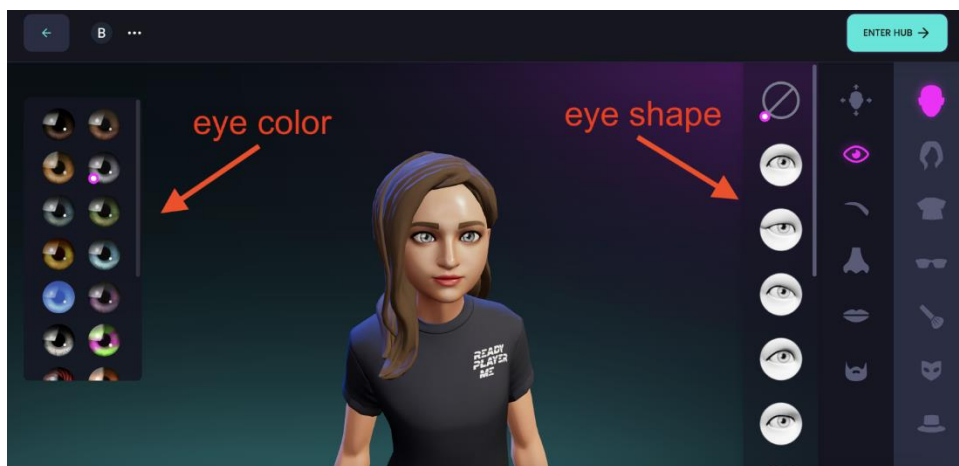 B
ENTER HUB →
eye color
eye shape
READY
PLAYER
ME